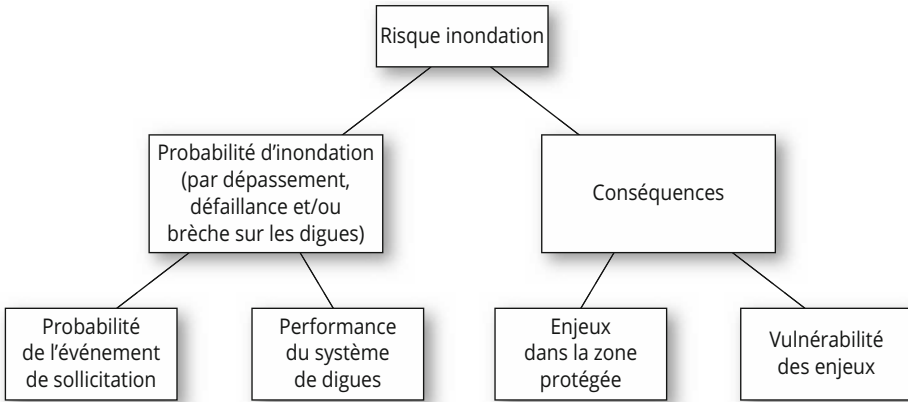 Risque inondation
Probabilité d'inondation
(par dépassement,
défaillance et/ou
brèche sur les digues)
Conséquences
Probabilité
de l'événement
de sollicitation
Performance
du système
de digues
Enjeux
dans la zone
protégée
Vulnérabilité
des enjeux